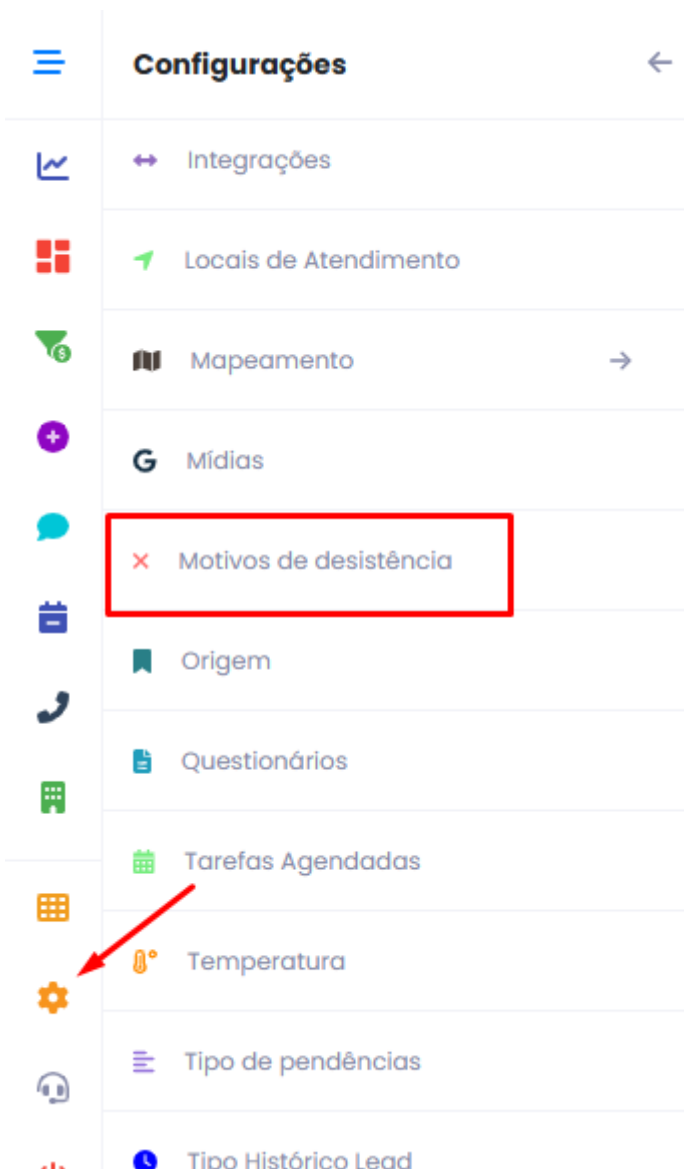 Configurações
Integrações
Locais de Atendimento
Mapeamento
Mídias
Motivos de desistência
Origem
Questionários
Tarefas Agendadas
Temperatura
Tipo de pendências
Tipo Histórico Lead